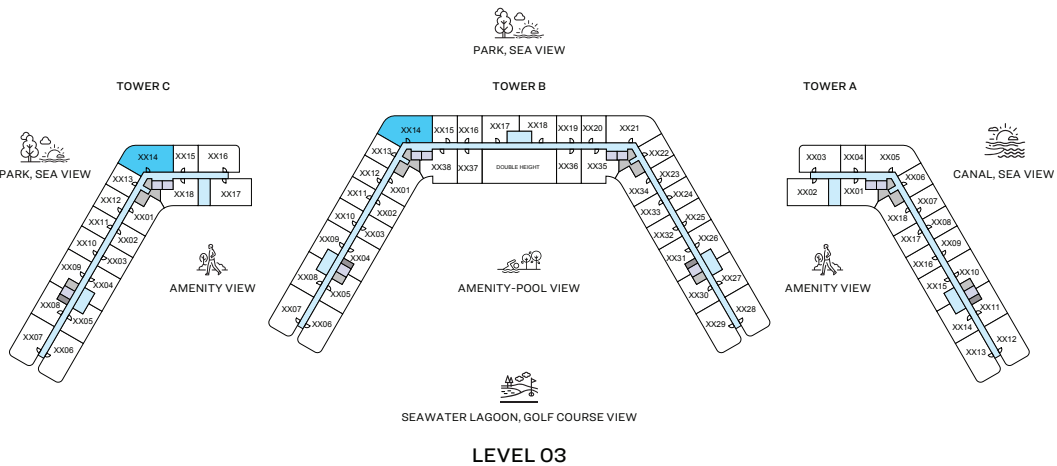 PARK, SEA VIEW
TOWER C
TOWER B
TOWER A
PARK, SEA VIEW
CANAL, SEA VIEW
XX14
XX15
XX16
XX13
XX12
XX11
XX10
XX09
XX08
XX07
XX06
XX05
XX04
XX03
XX02
XX01
XX18
XX17
XX14
XX15
XX16
XX17
XX18
XX19
XX20
XX21
XX13
XX12
XX11
XX10
XX09
XX08
XX07
XX06
XX05
XX04
XX03
XX02
XX01
XX38
XX37
DOUBLE HEIGHT
XX36
XX35
XX22
XX23
XX24
XX25
XX26
XX27
XX28
XX29
XX30
XX31
XX32
XX33
XX34
XX03
XX04
XX05
XX02
XX01
XX06
XX07
XX08
XX09
XX10
XX11
XX12
XX13
XX14
XX15
XX16
XX17
XX18
AMENITY VIEW
AMENITY-POOL VIEW
AMENITY VIEW
SEAWATER LAGOON, GOLF COURSE VIEW
LEVEL 03